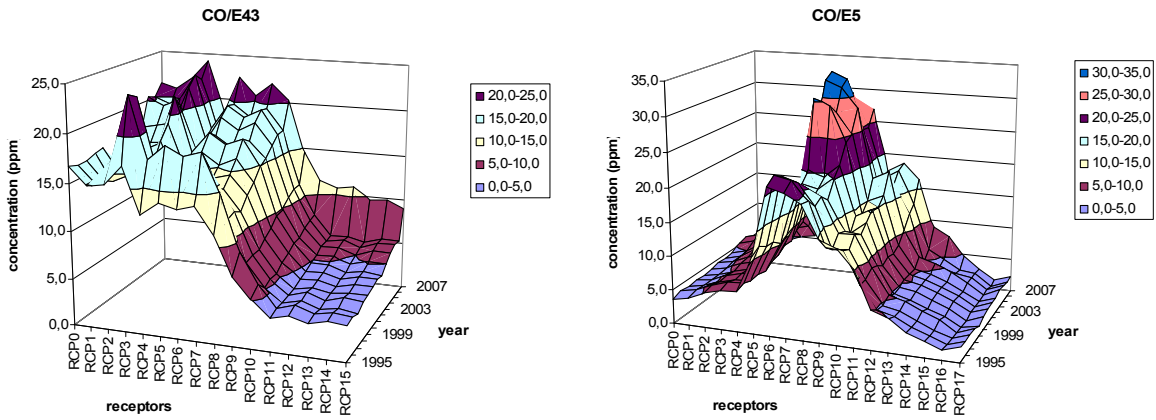 CO/E43
25,0
20,0
15,0
10,0
5,0
0,0
concentration (ppm)
RCP0
RCP1
RCP2
RCP3
RCP4
RCP5
RCP6
RCP7
RCP8
RCP9
RCP10
RCP11
RCP12
RCP13
RCP14
RCP15
receptors
1995
1999
2003
2007
year
20,0-25,0
15,0-20,0
10,0-15,0
5,0-10,0
0,0-5,0
CO/E5
35,0
30,0
25,0
20,0
15,0
10,0
5,0
0,0
concentration (ppm)
RCP0
RCP1
RCP2
RCP3
RCP4
RCP5
RCP6
RCP7
RCP8
RCP9
RCP10
RCP11
RCP12
RCP13
RCP14
RCP15
RCP16
RCP17
receptors
1995
1999
2003
2007
year
30,0-35,0
25,0-30,0
20,0-25,0
15,0-20,0
10,0-15,0
5,0-10,0
0,0-5,0